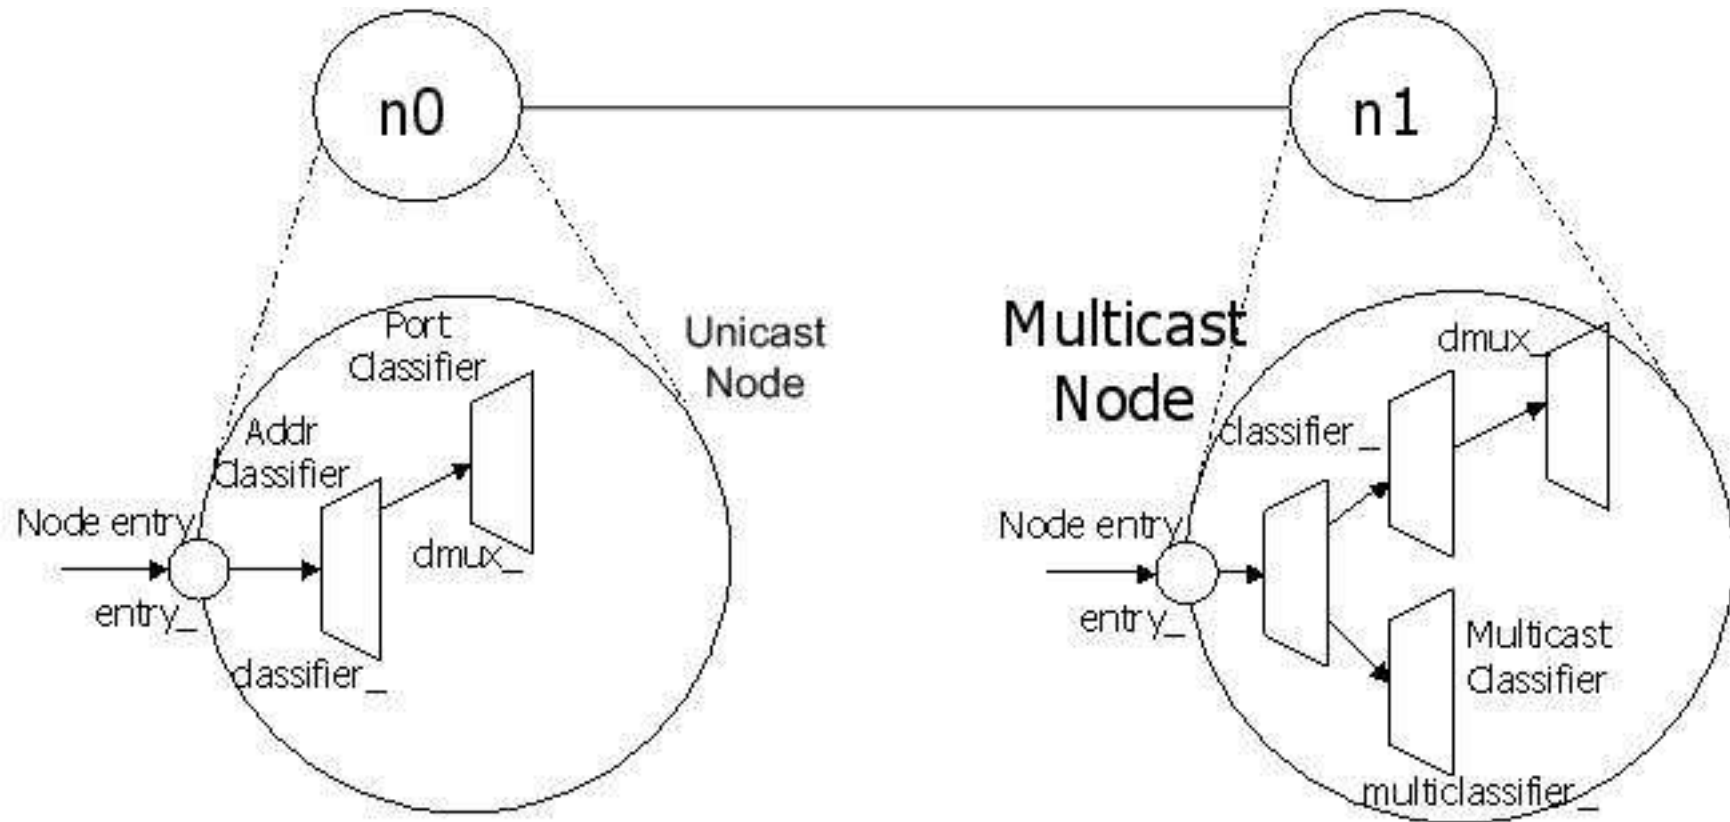 n0
n1
Port
Classifier
Unicast
Node
Addr
Classifier
Node entry
dmux_
entry_
classifier_
Multicast
Node
dmux_
classifier_
Node entry
entry_
Multicast
Classifier
multiclassifier_